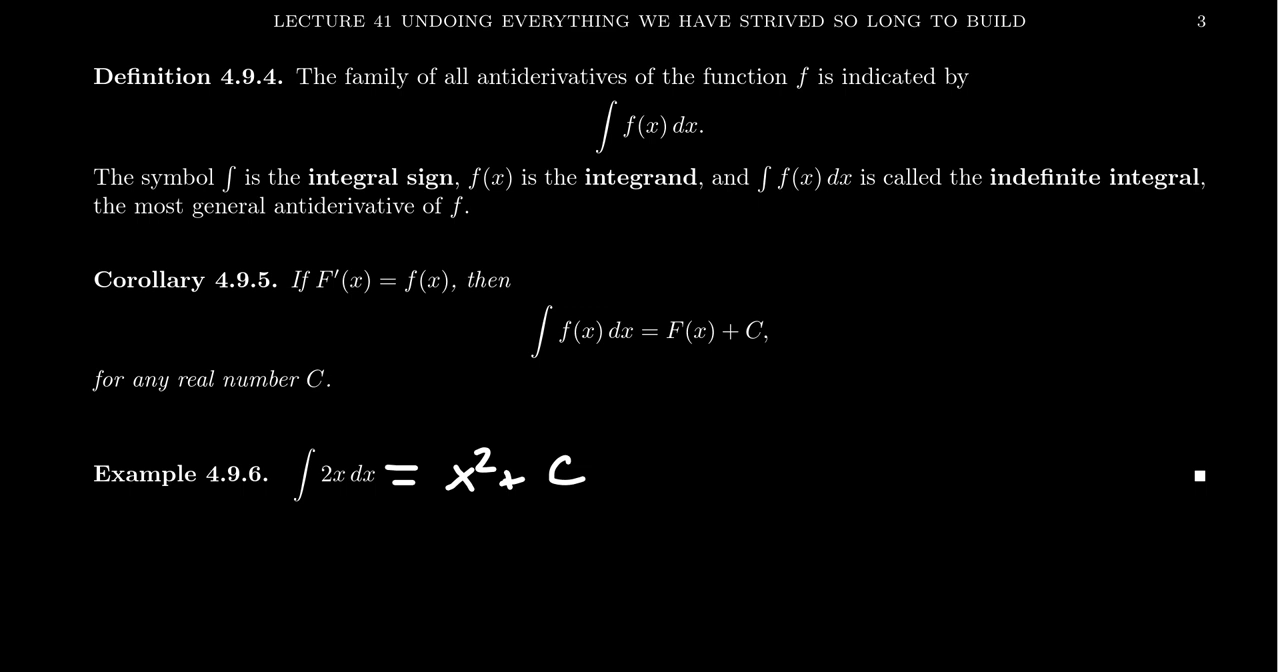 LECTURE 41 UNDOING EVERYTHING WE HAVE STRIVED SO LONG TO BUILD 3
Definition 4.9.4. The family of all antiderivatives of the function f is indicated by
∫ f(x) dx.
The symbol ∫ is the integral sign, f(x) is the integrand, and ∫ f(x) dx is called the indefinite integral,
the most general antiderivative of f.
Corollary 4.9.5. If F′(x) = f(x), then
∫ f(x) dx = F(x) + C,
for any real number C.
Example 4.9.6. ∫ 2x dx = x² + C